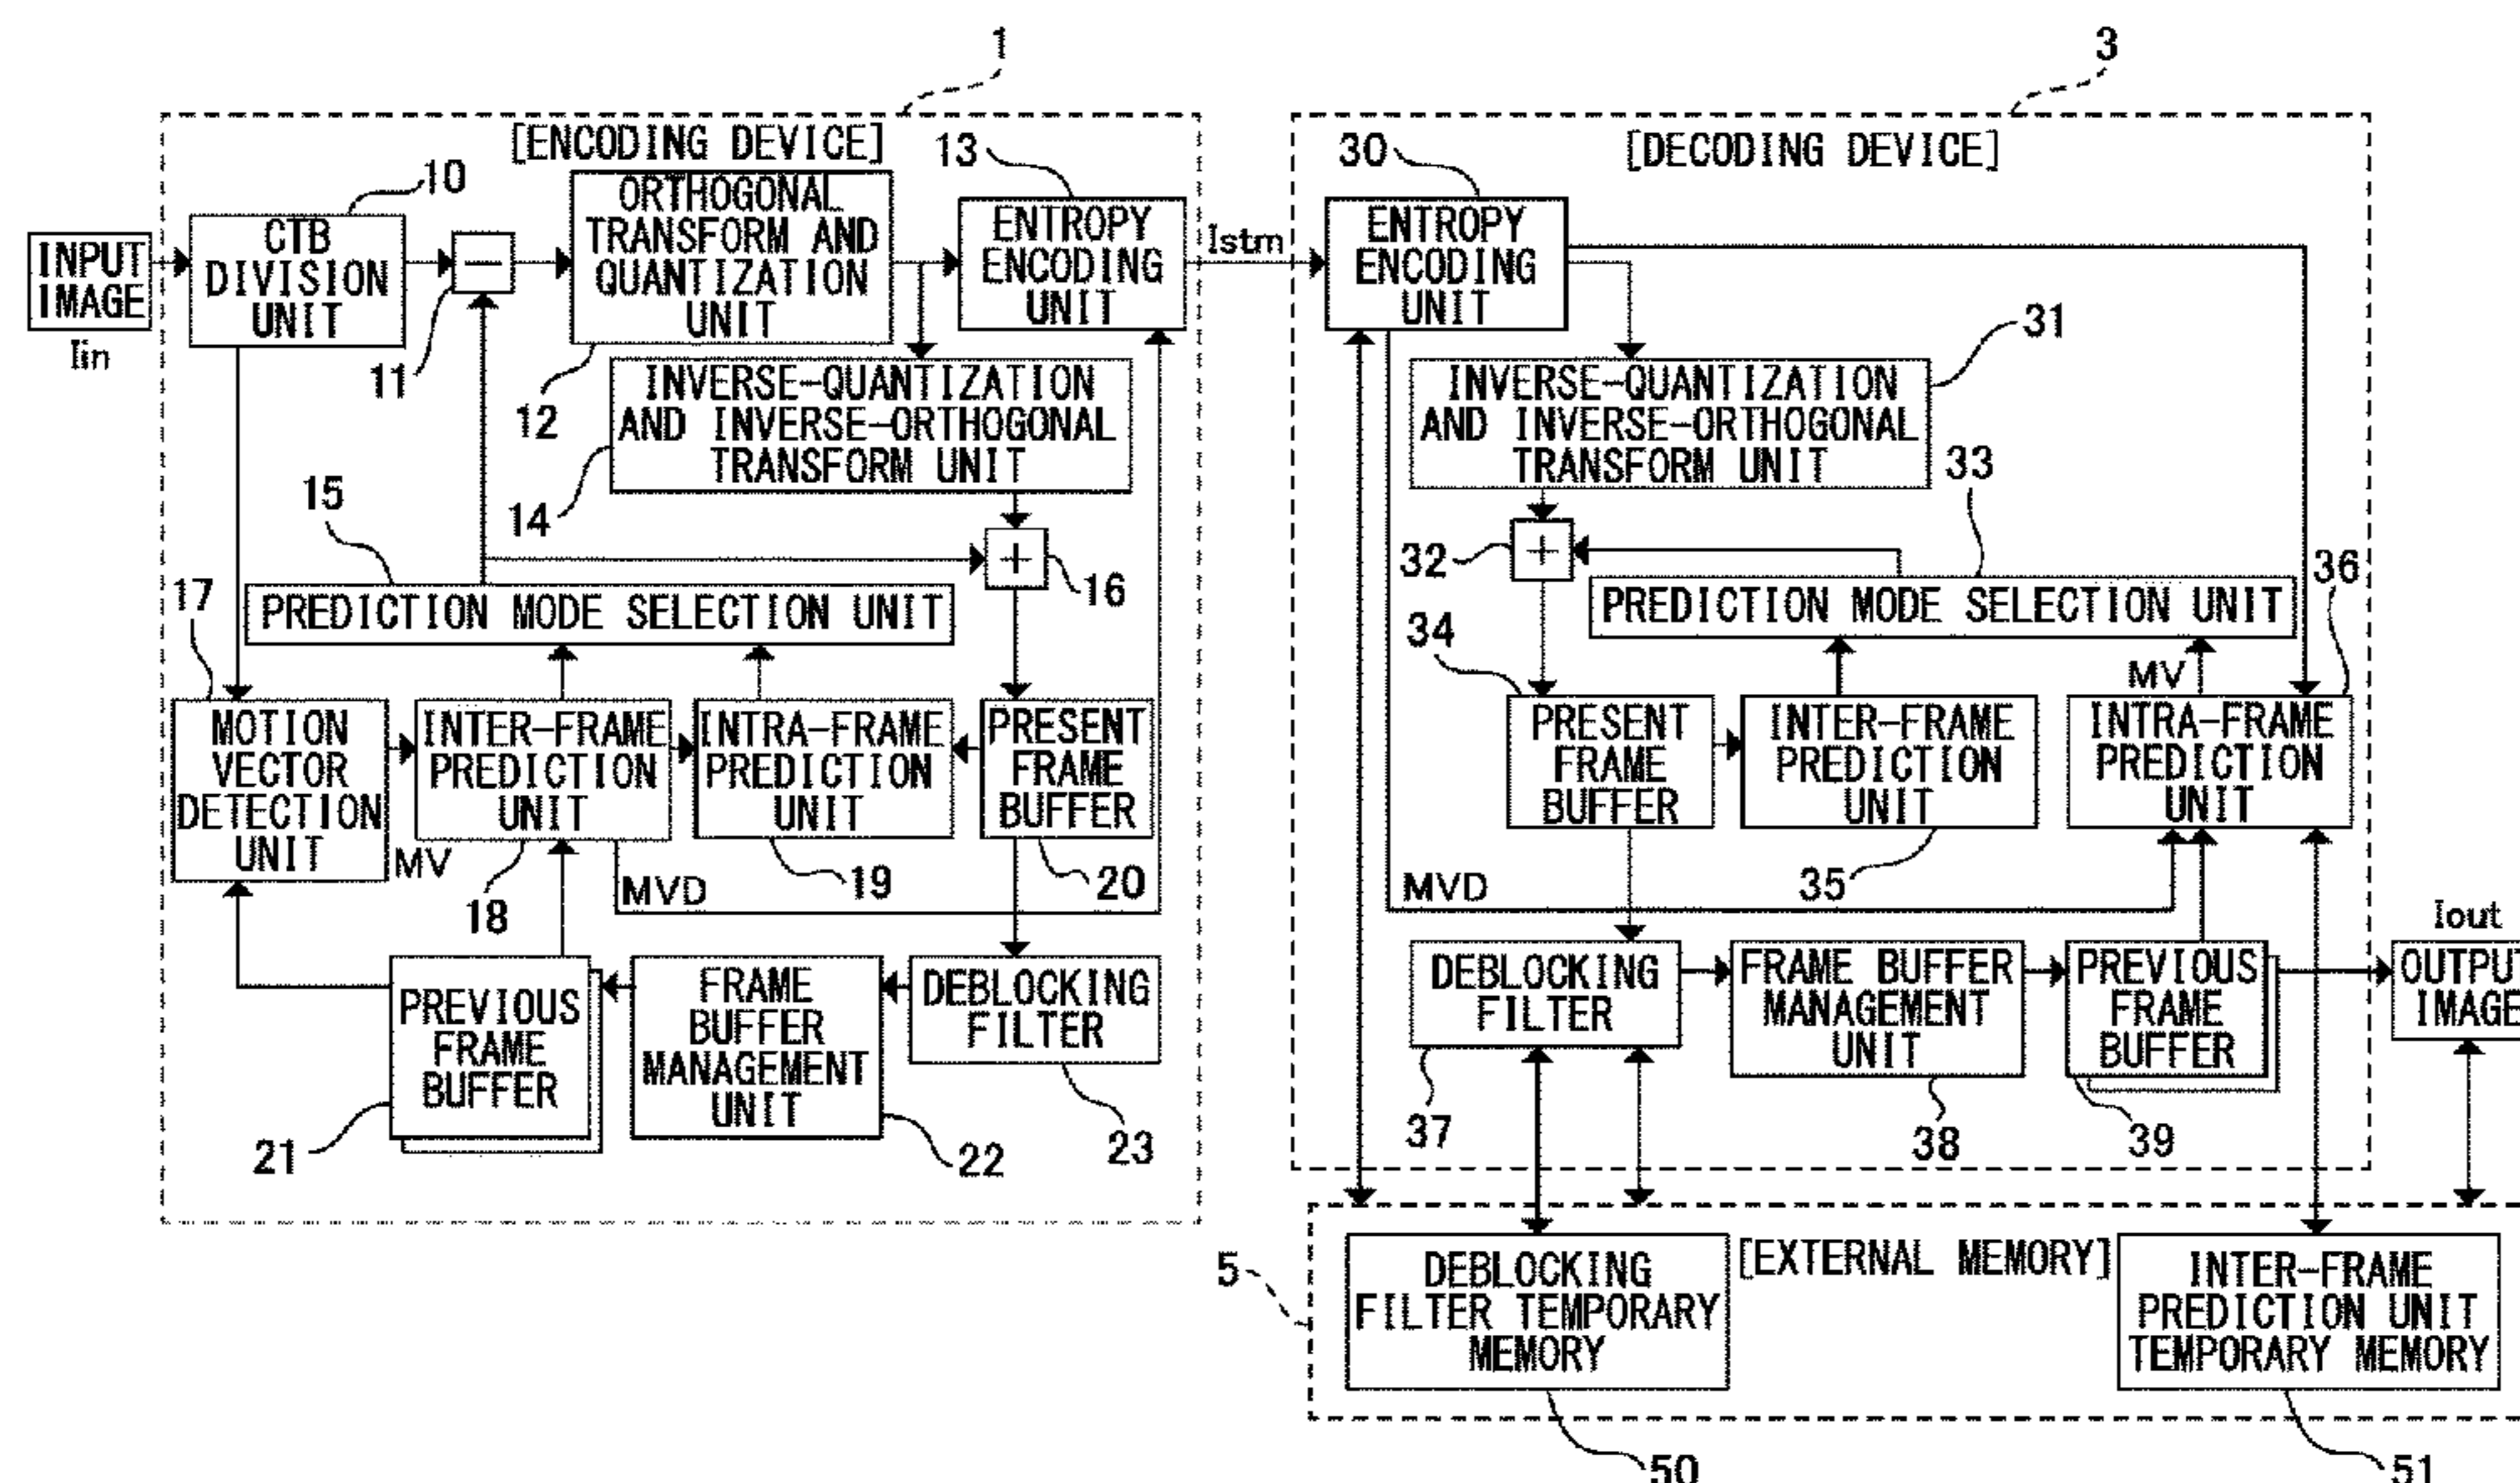 1
3
[ENCODING DEVICE]
[DECODING DEVICE]
10
13
30
INPUT
IMAGE
Iin
CTB
DIVISION
UNIT
−
11
ORTHOGONAL
TRANSFORM AND
QUANTIZATION
UNIT
12
ENTROPY
ENCODING
UNIT
Istm
ENTROPY
ENCODING
UNIT
INVERSE-QUANTIZATION
AND INVERSE-ORTHOGONAL
TRANSFORM UNIT
14
31
INVERSE-QUANTIZATION
AND INVERSE-ORTHOGONAL
TRANSFORM UNIT
15
+
16
32
+
33
17
PREDICTION MODE SELECTION UNIT
PREDICTION MODE SELECTION UNIT
36
34
MV
MOTION
VECTOR
DETECTION
UNIT
MV
INTER-FRAME
PREDICTION
UNIT
18
INTRA-FRAME
PREDICTION
UNIT
19
PRESENT
FRAME
BUFFER
20
MVD
PRESENT
FRAME
BUFFER
INTER-FRAME
PREDICTION
UNIT
35
INTRA-FRAME
PREDICTION
UNIT
MVD
PREVIOUS
FRAME
BUFFER
21
FRAME
BUFFER
MANAGEMENT
UNIT
22
DEBLOCKING
FILTER
23
DEBLOCKING
FILTER
37
FRAME BUFFER
MANAGEMENT
UNIT
38
PREVIOUS
FRAME
BUFFER
39
Iout
OUTPUT
IMAGE
5
DEBLOCKING
FILTER TEMPORARY
MEMORY
[EXTERNAL MEMORY]
INTER-FRAME
PREDICTION UNIT
TEMPORARY MEMORY
50
51